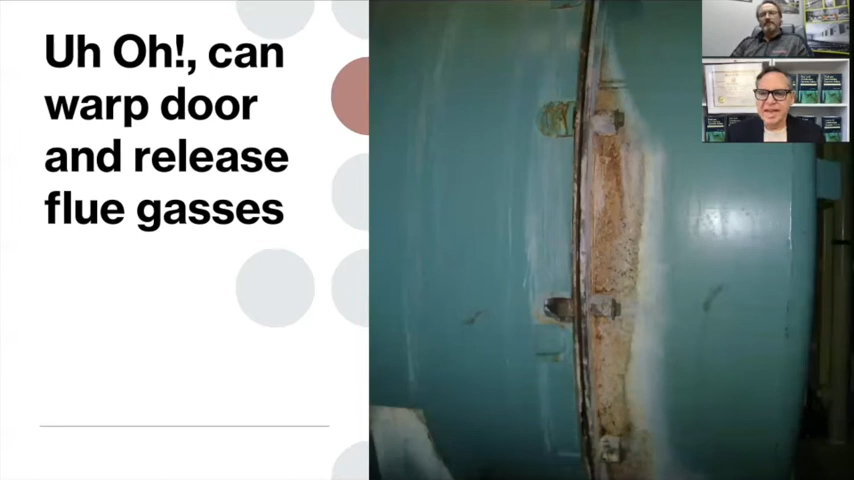 Uh Oh!, can
warp door
and release
flue gasses